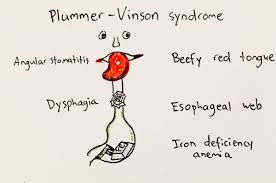 Plummer-Vinson syndrome
Angular stomatitis
Beefy red tongue
Dysphagia
Esophageal web
Iron deficiency
anemia